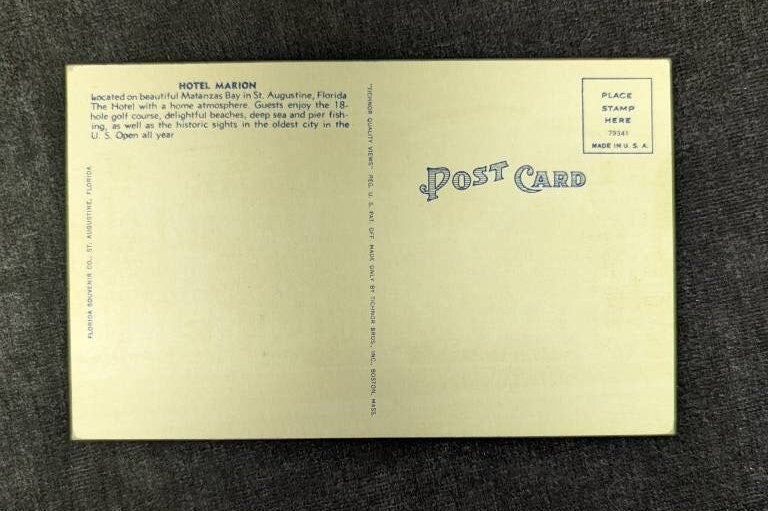 HOTEL MARION
Located on beautiful Matanzas Bay in St. Augustine, Florida
The Hotel with a home atmosphere. Guests enjoy the 18-
hole golf course, delightful beaches, deep sea and pier fish-
ing, as well as the historic sights in the oldest city in the
U. S. Open all year
FLORIDA SOUVENIR CO., ST. AUGUSTINE, FLORIDA
"TICHNOR QUALITY VIEWS" REG. U. S. PAT. OFF. MADE ONLY BY TICHNOR BROS., INC., BOSTON, MASS.
PLACE
STAMP
HERE
79341
MADE IN U. S. A.
POST CARD